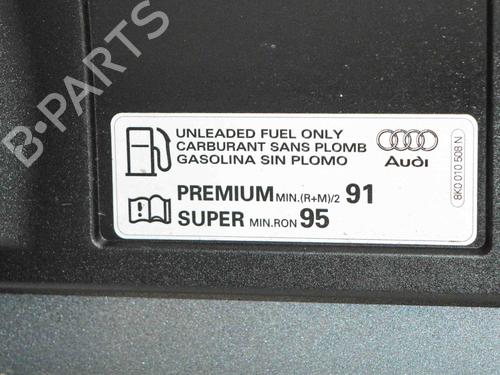 B-PARTS
UNLEADED FUEL ONLY
CARBURANT SANS PLOMB
GASOLINA SIN PLOMO
Audi
8K0 010 508 N
PREMIUM MIN.(R+M)/2 91
SUPER MIN.RON 95